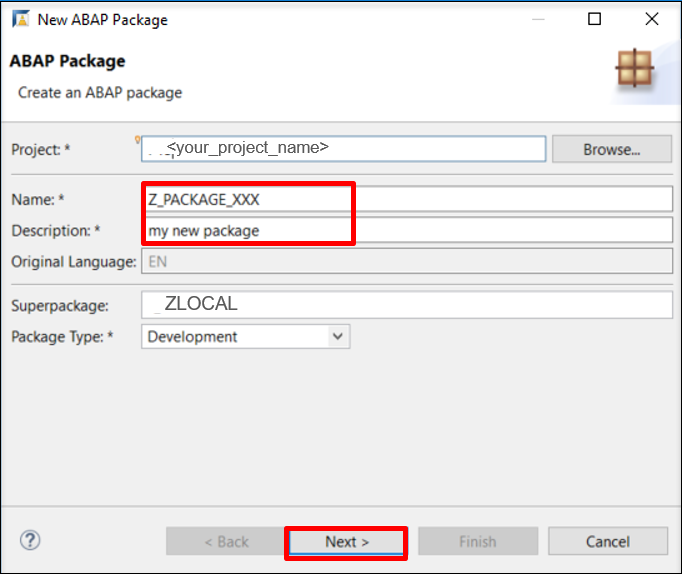 New ABAP Package
ABAP Package
Create an ABAP package
Project: * <your_project_name> Browse...
Name: * Z_PACKAGE_XXX
Description: * my new package
Original Language: EN
Superpackage: ZLOCAL
Package Type: * Development
< Back Next > Finish Cancel